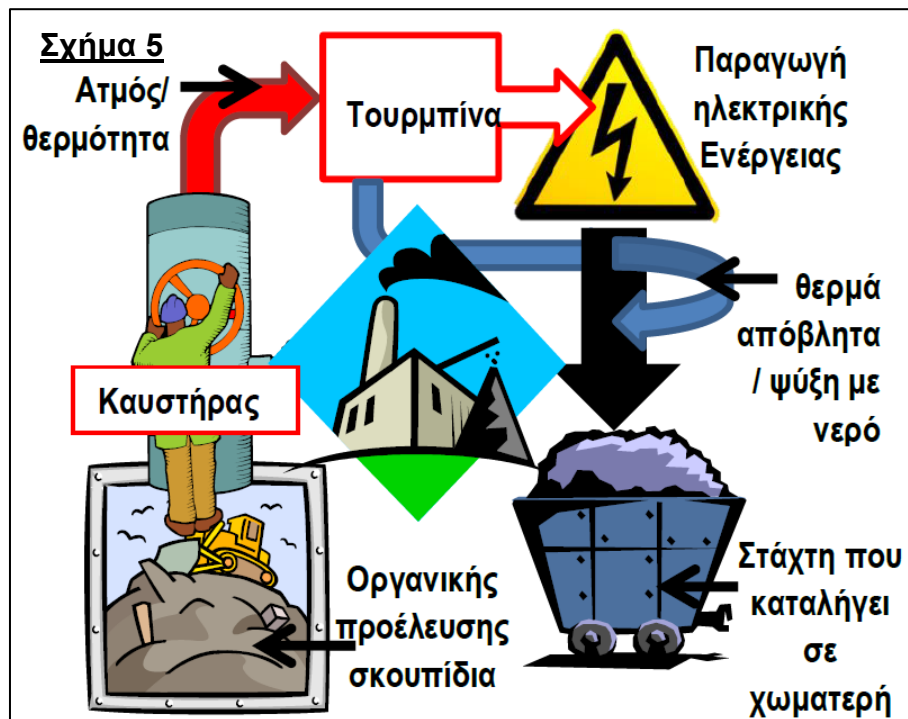 Σχήμα 5
Ατμός/
θερμότητα
Τουρμπίνα
Παραγωγή
ηλεκτρικής
Ενέργειας
θερμά
απόβλητα
/ ψύξη με
νερό
Καυστήρας
Οργανικής
προέλευσης
σκουπίδια
Στάχτη που
καταλήγει
σε
χωματερή